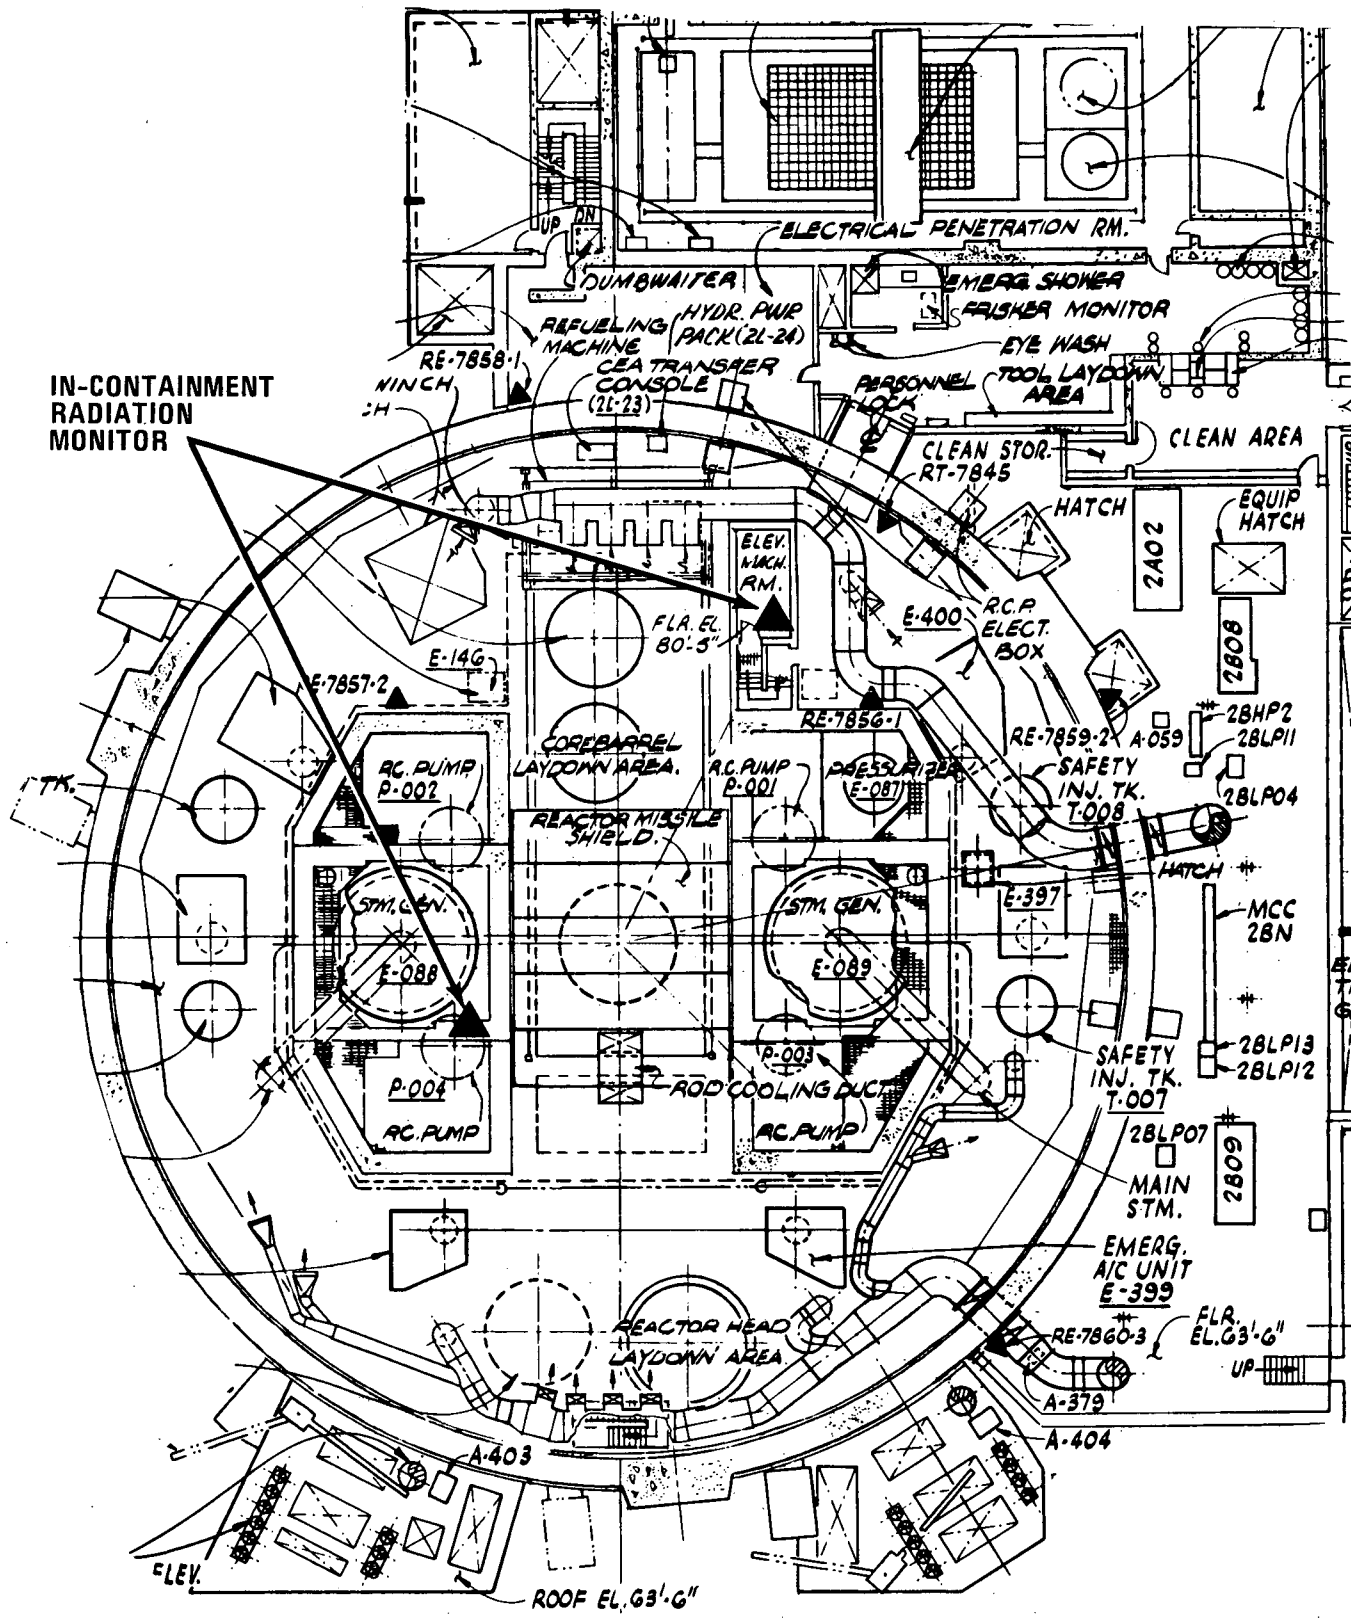 UP
DN
ELECTRICAL PENETRATION RM.
DUMBWAITER
EMERG. SHOWER
HYDR. PWR
PACK (2L-24)
FRISKER MONITOR
REFUELING
MACHINE
EYE WASH
RE-7858-1
CEA TRANSFER
CONSOLE
(2L-23)
PERSONNEL
LOCK
TOOL LAYDOWN
AREA
IN-CONTAINMENT
RADIATION
MONITOR
WINCH
CLEAN STOR.
CLEAN AREA
RT-7845
HATCH
EQUIP
HATCH
2A02
ELEV.
MACH.
RM.
E-400
R.C.P.
ELECT.
BOX
FLR. EL.
80'-5"
2B08
E-146
E-7857-2
RE-7856-1
RE-7859-2
A-059
2BHP2
2BLP11
2BLP04
COREBARREL
LAYDOWN AREA.
R.C. PUMP
P-002
R.C. PUMP
P-001
PRESSURIZER
E-087
SAFETY
INJ. TK.
T-008
TK.
REACTOR MISSILE
SHIELD.
HATCH
E-397
STM. GEN.
E-088
STM. GEN.
E-089
MCC
2BN
P-003
P-004
ROD COOLING DUCT
R.C. PUMP
R.C. PUMP
SAFETY
INJ. TK.
T-007
2BLP13
2BLP12
2BLP07
2B09
MAIN
STM.
EMERG.
A/C UNIT
E-399
REACTOR HEAD
LAYDOWN AREA
RE-7860-3
FLR.
EL. 63'-6"
UP
A-379
A-403
A-404
ELEV.
ROOF EL. 63'-6"